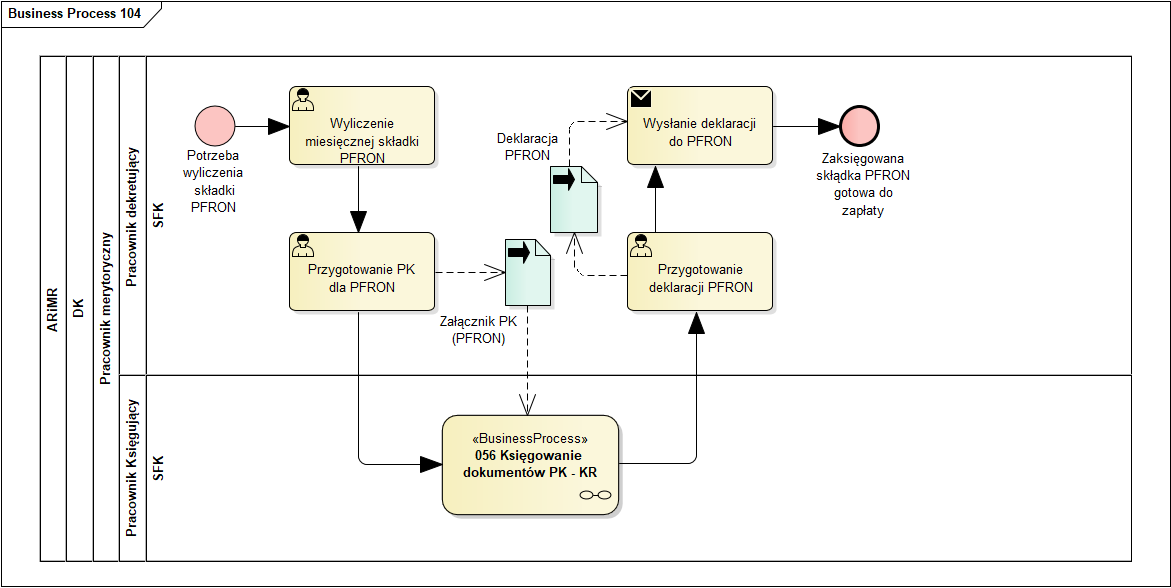 Business Process 104
ARiMR
DK
Pracownik merytoryczny
Pracownik dekretujący
SFK
Potrzeba
wyliczenia
składki
PFRON
Wyliczenie
miesięcznej składki
PFRON
Deklaracja
PFRON
Wysłanie deklaracji
do PFRON
Zaksięgowana
skłądka PFRON
gotowa do
zapłaty
Przygotowanie PK
dla PFRON
Załącznik PK
(PFRON)
Przygotowanie
deklaracji PFRON
Pracownik Księgujący
SFK
«BusinessProcess»
056 Księgowanie
dokumentów PK - KR